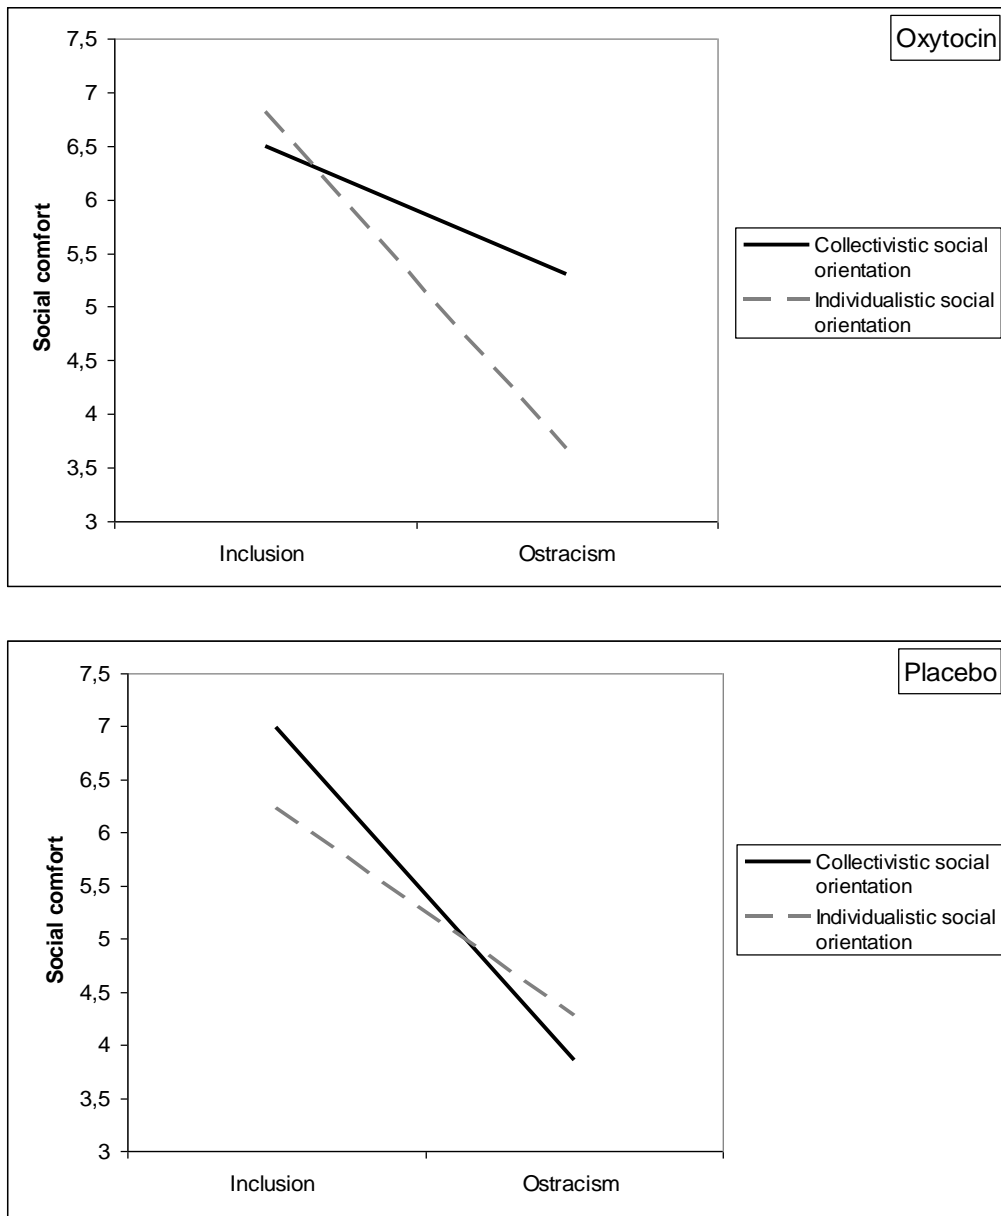 Oxytocin
7,5
7
6,5
6
5,5
5
4,5
4
3,5
3
Social comfort
Inclusion
Ostracism
Collectivistic social
orientation
Individualistic social
orientation
Placebo
7,5
7
6,5
6
5,5
5
4,5
4
3,5
3
Social comfort
Inclusion
Ostracism
Collectivistic social
orientation
Individualistic social
orientation